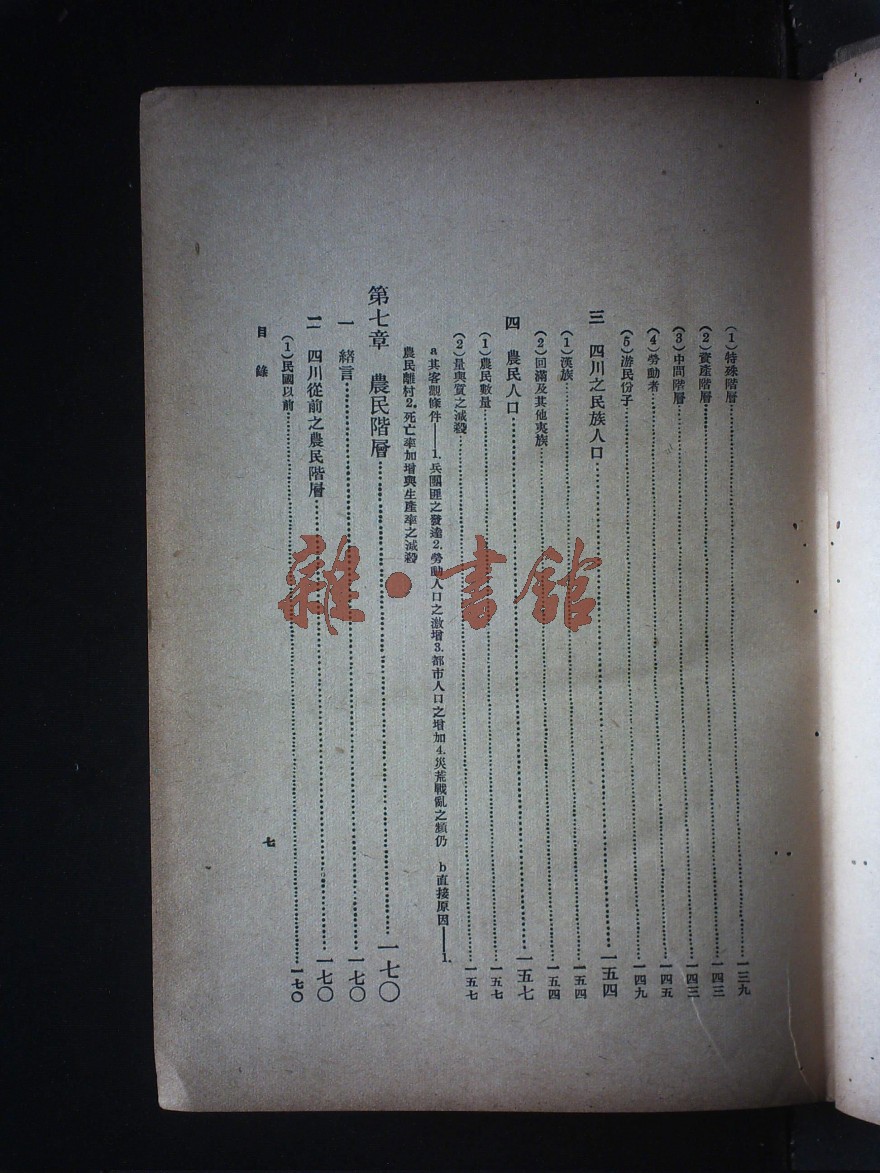 (1)特殊階層…………一三九
(2)資產階層…………一四三
(3)中間階層…………一四三
(4)勞動者…………一四五
(5)游民份子…………一四九
三　四川之民族人口…………一五四
(1)漢族…………一五四
(2)回滿及其他夷族…………一五四
四　農民人口…………一五七
(1)農民數量…………一五七
(2)量與質之減殺…………一五七
a其客觀條件——1.兵團匪之發達2.勞動人口之激增3.都市人口之增加4.災荒戰亂之頻仍　b直接原因——1.
農民離村2.死亡率加增與生產率之減殺
第七章　農民階層…………一七〇
一　緒言…………一七〇
二　四川從前之農民階層…………一七〇
(1)民國以前…………一七〇
目錄
七
雜·書館